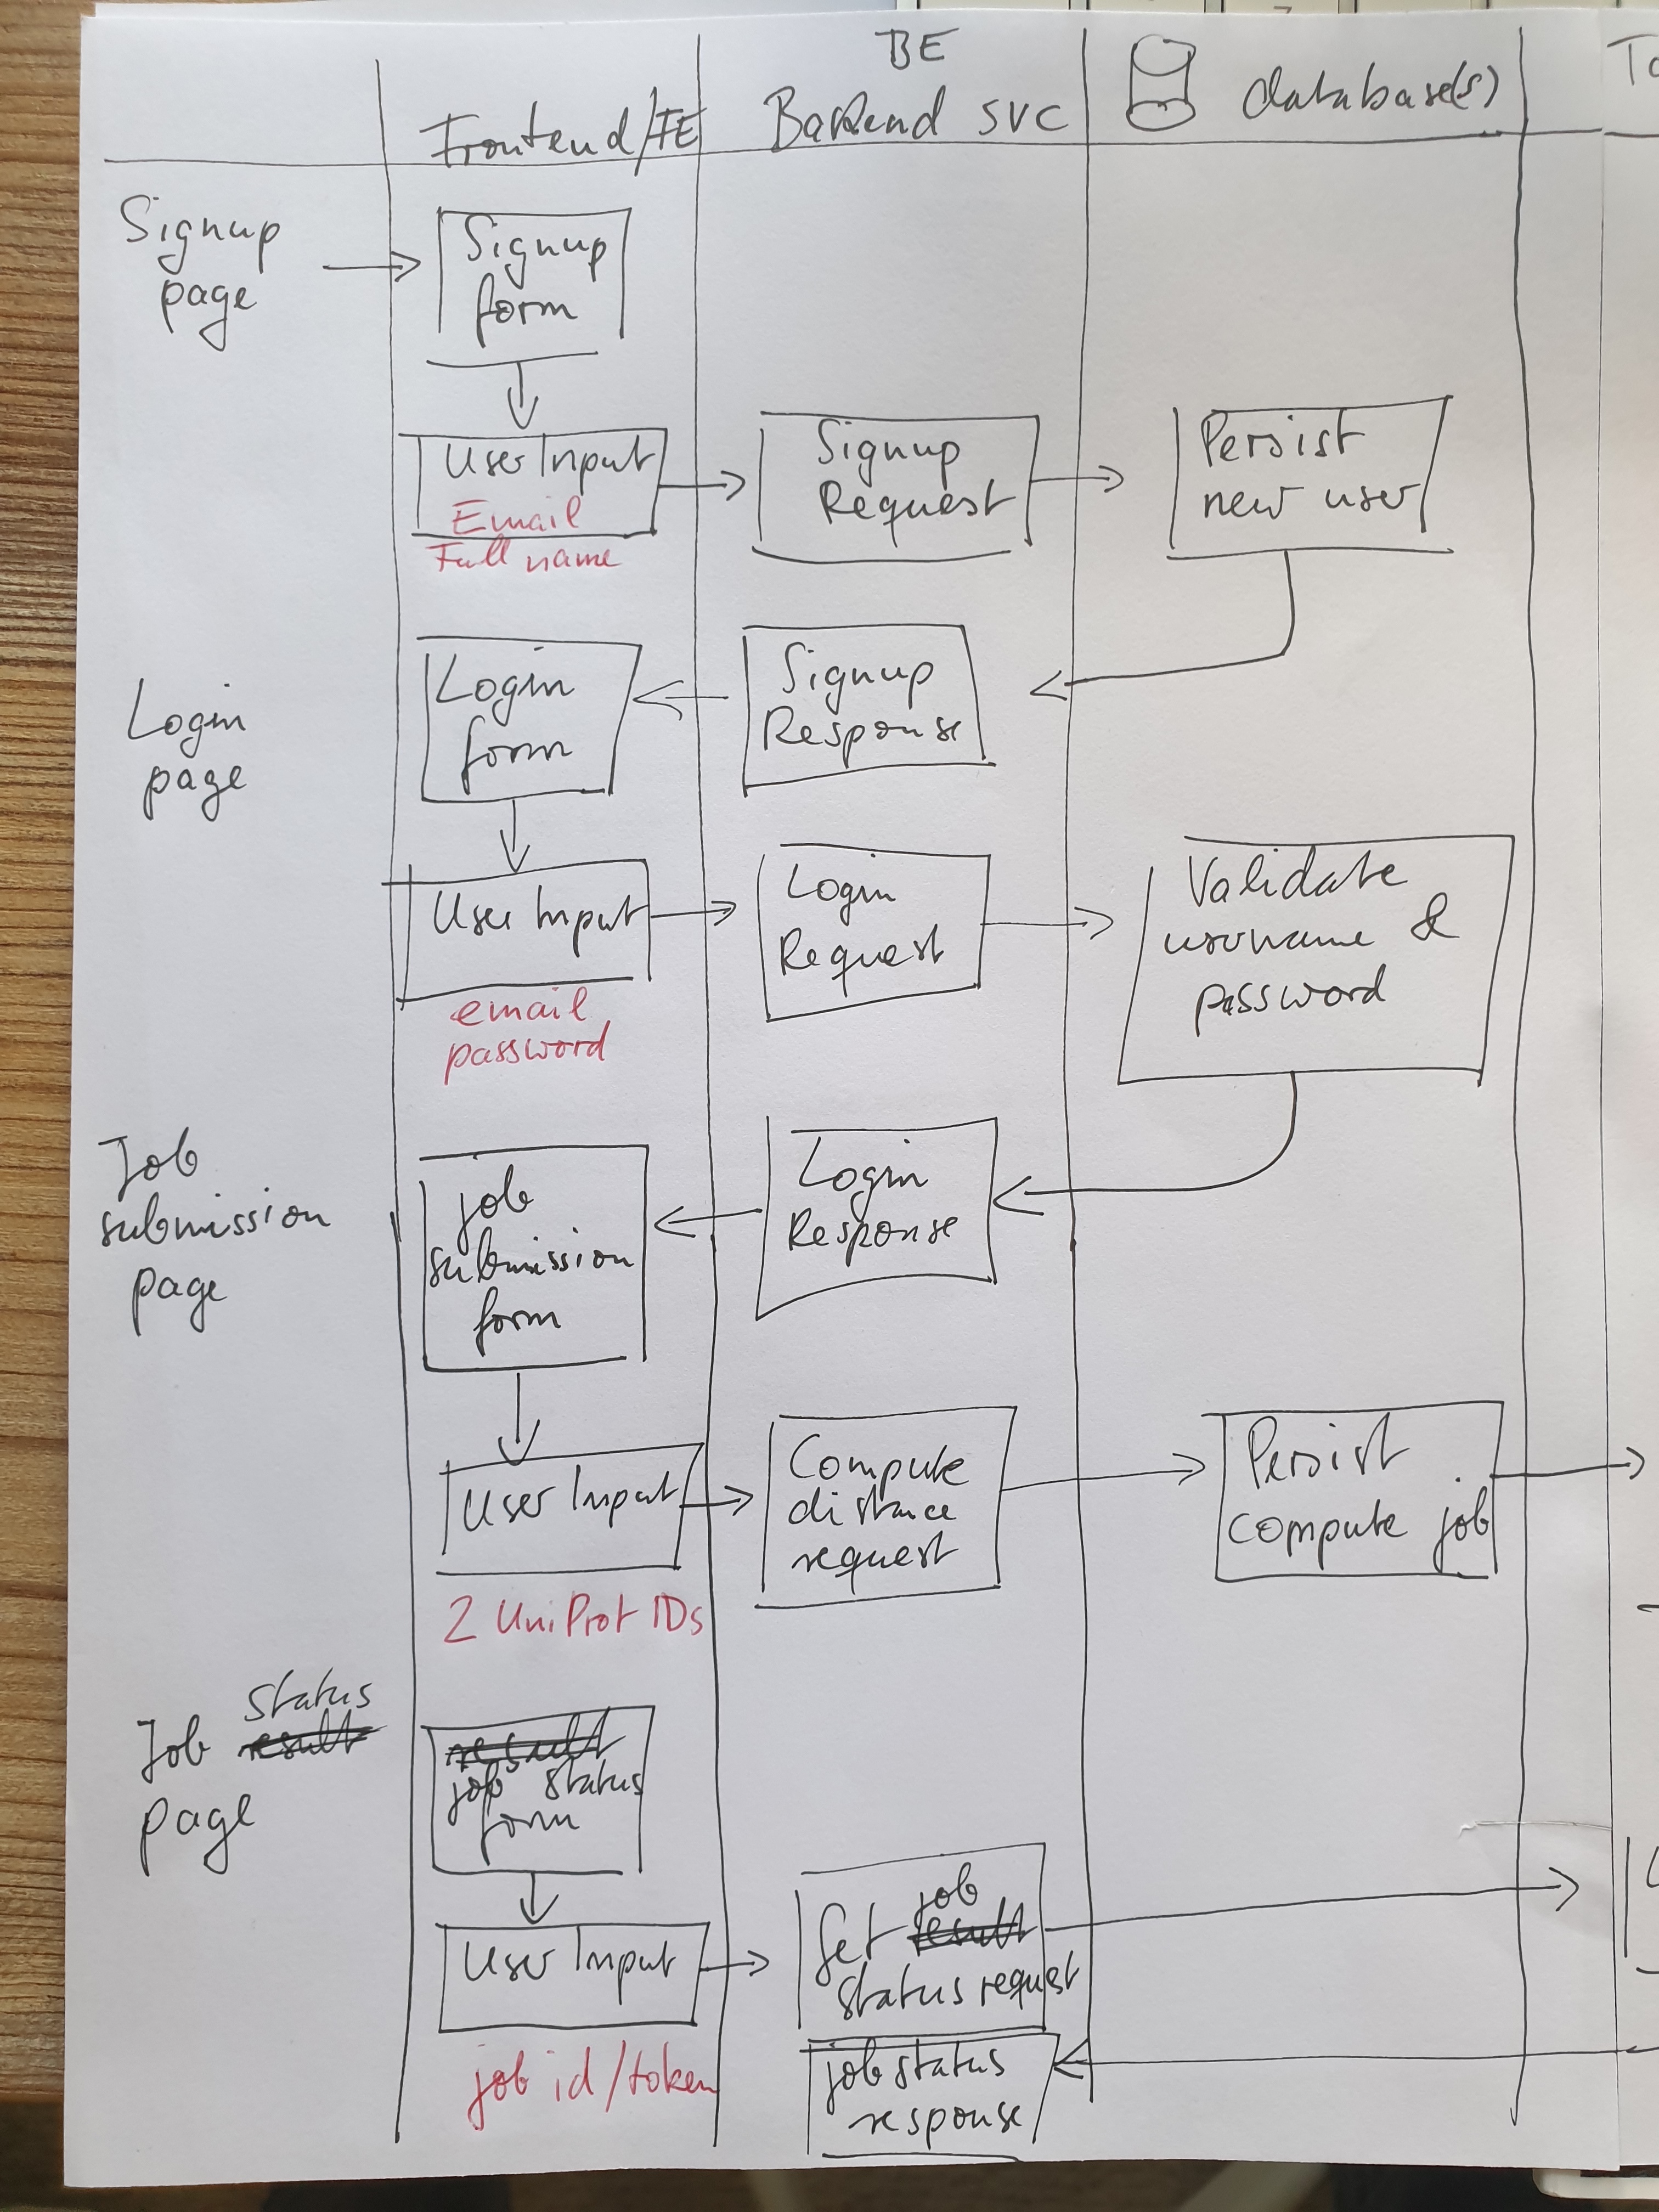 BE
Frontend/FE
Backend svc
database(s)
To
Signup
page
Signup
form
User Input
Email
Full name
Signup
Request
Persist
new user
Login
page
Login
form
Signup
Response
User Input
email
password
Login
Request
Validate
username &
password
Job
submission
page
job
submission
form
Login
Response
User Input
2 UniProt IDs
Compute
distance
request
Persist
compute job
Status
Job result
page
result
job status
form
User Input
job id/token
job
Get result
status request
job status
response